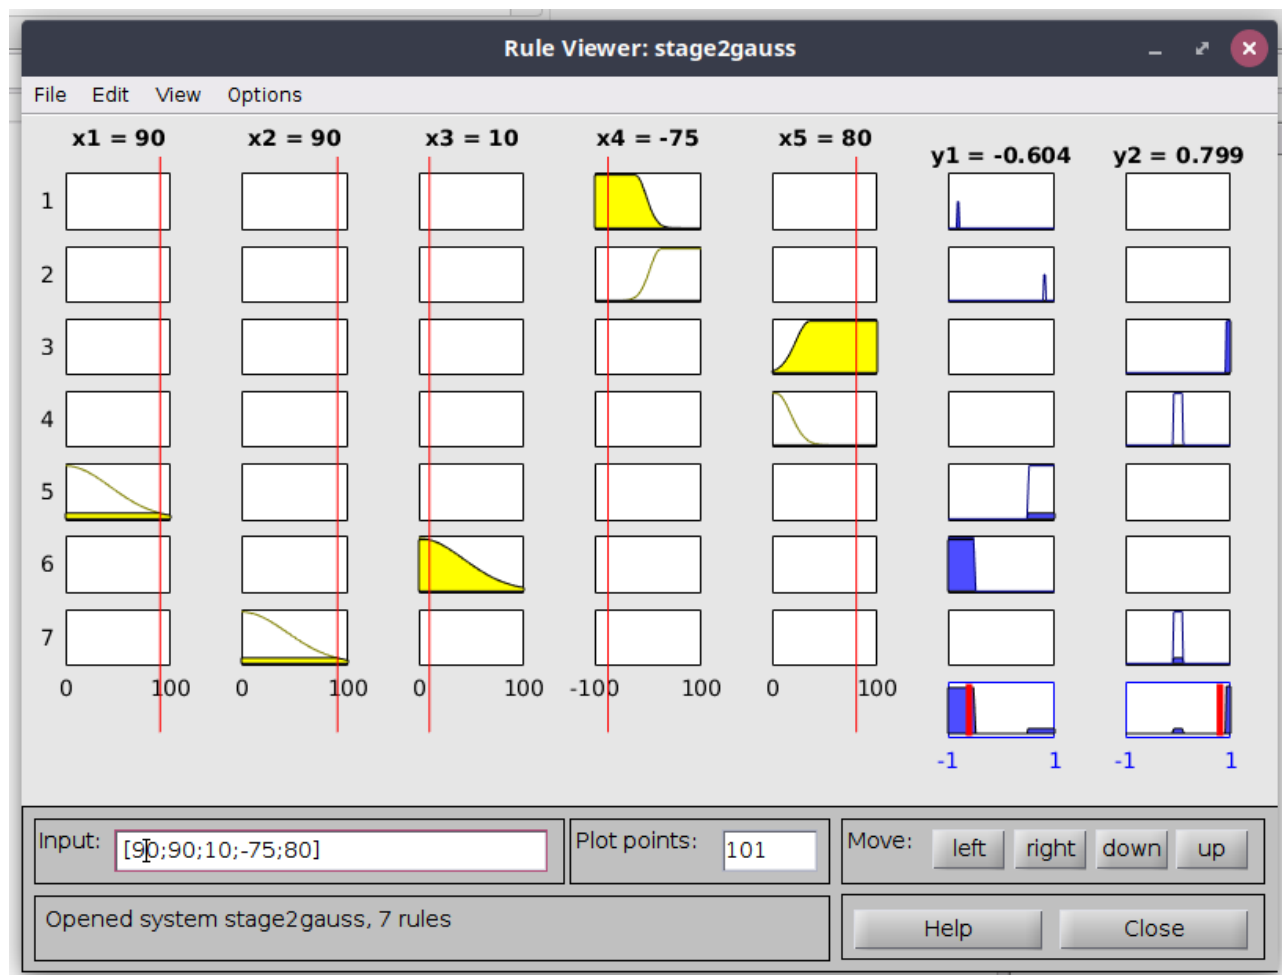 Rule Viewer: stage2gauss
File Edit View Options
x1 = 90 x2 = 90 x3 = 10 x4 = -75 x5 = 80 y1 = -0.604 y2 = 0.799
1
2
3
4
5
6
7
0 100 0 100 0 100 -100 100 0 100
-1 1 -1 1
Input: [90;90;10;-75;80] Plot points: 101 Move: left right down up
Opened system stage2gauss, 7 rules Help Close